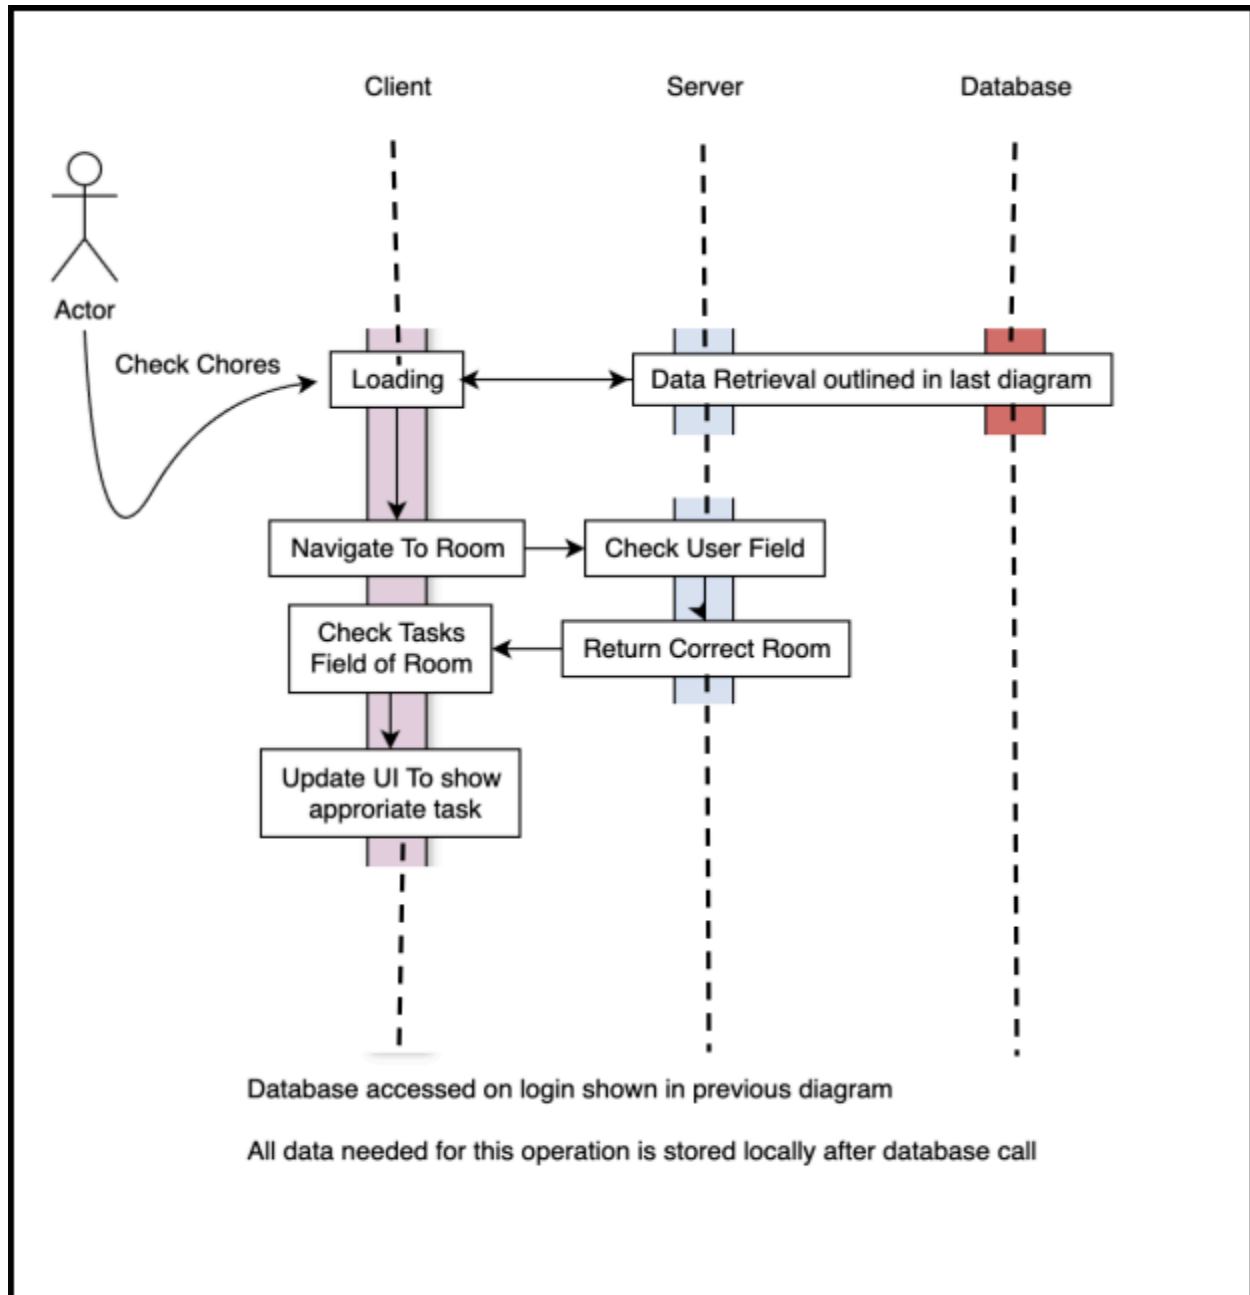 Client
Server
Database
Actor
Check Chores
Loading
Data Retrieval outlined in last diagram
Navigate To Room
Check User Field
Check Tasks
Field of Room
Return Correct Room
Update UI To show
approriate task
Database accessed on login shown in previous diagram
All data needed for this operation is stored locally after database call